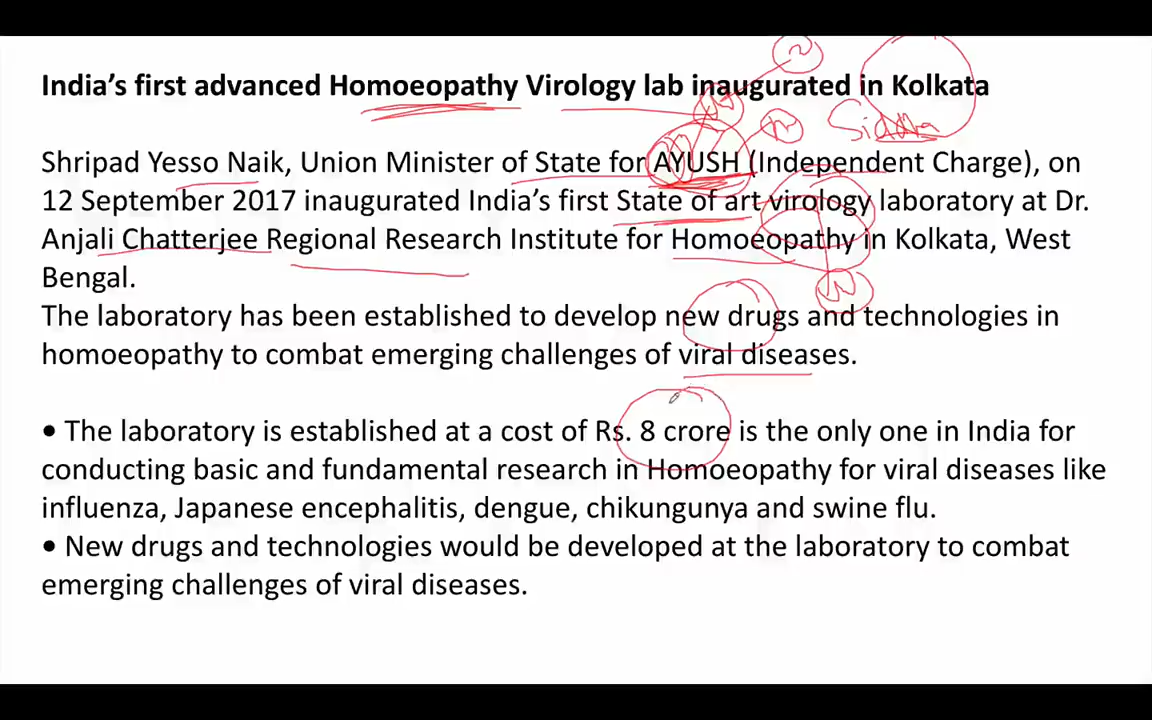 India's first advanced Homoeopathy Virology lab inaugurated in Kolkata
Siddha
Shripad Yesso Naik, Union Minister of State for AYUSH (Independent Charge), on
12 September 2017 inaugurated India's first State of art virology laboratory at Dr.
Anjali Chatterjee Regional Research Institute for Homoeopathy in Kolkata, West
Bengal.
The laboratory has been established to develop new drugs and technologies in
homoeopathy to combat emerging challenges of viral diseases.
• The laboratory is established at a cost of Rs. 8 crore is the only one in India for
conducting basic and fundamental research in Homoeopathy for viral diseases like
influenza, Japanese encephalitis, dengue, chikungunya and swine flu.
• New drugs and technologies would be developed at the laboratory to combat
emerging challenges of viral diseases.